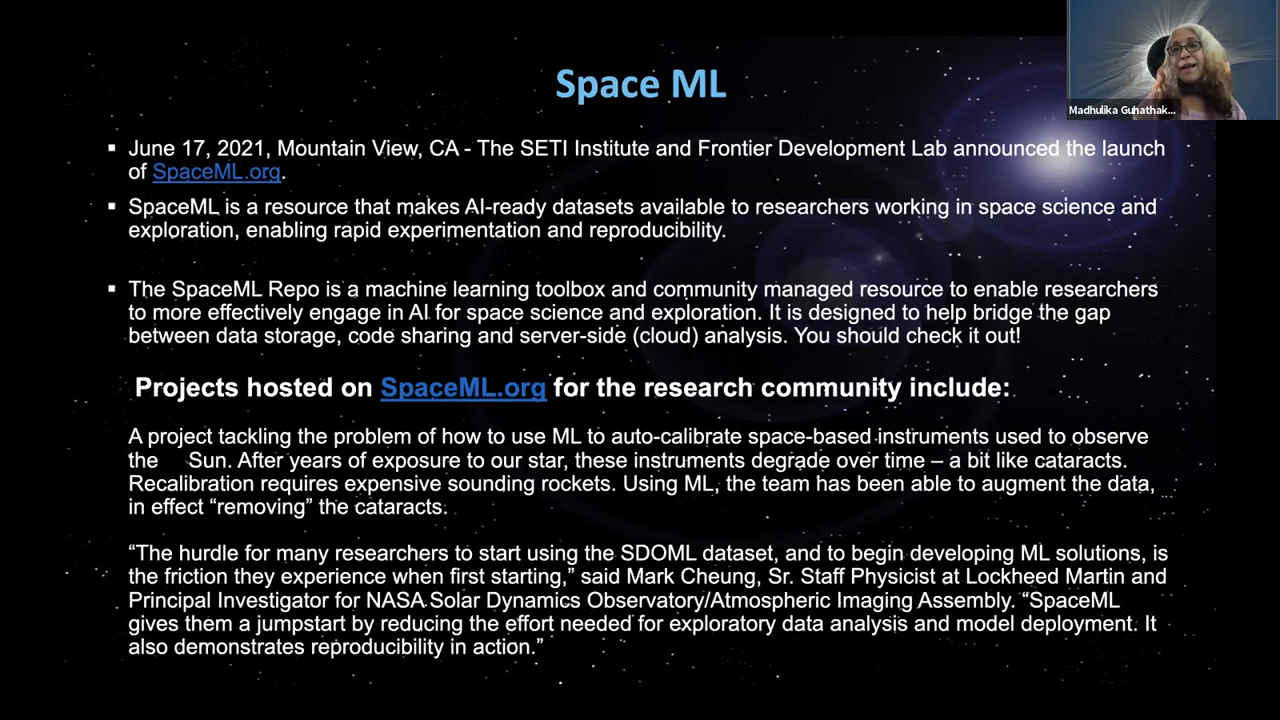 Space ML
Madhulika Guhathak...
▪ June 17, 2021, Mountain View, CA - The SETI Institute and Frontier Development Lab announced the launch
of SpaceML.org.
▪ SpaceML is a resource that makes AI-ready datasets available to researchers working in space science and
exploration, enabling rapid experimentation and reproducibility.
▪ The SpaceML Repo is a machine learning toolbox and community managed resource to enable researchers
to more effectively engage in AI for space science and exploration. It is designed to help bridge the gap
between data storage, code sharing and server-side (cloud) analysis. You should check it out!
Projects hosted on SpaceML.org for the research community include:
A project tackling the problem of how to use ML to auto-calibrate space-based instruments used to observe
the Sun. After years of exposure to our star, these instruments degrade over time – a bit like cataracts.
Recalibration requires expensive sounding rockets. Using ML, the team has been able to augment the data,
in effect “removing” the cataracts.
“The hurdle for many researchers to start using the SDOML dataset, and to begin developing ML solutions, is
the friction they experience when first starting,” said Mark Cheung, Sr. Staff Physicist at Lockheed Martin and
Principal Investigator for NASA Solar Dynamics Observatory/Atmospheric Imaging Assembly. “SpaceML
gives them a jumpstart by reducing the effort needed for exploratory data analysis and model deployment. It
also demonstrates reproducibility in action.”